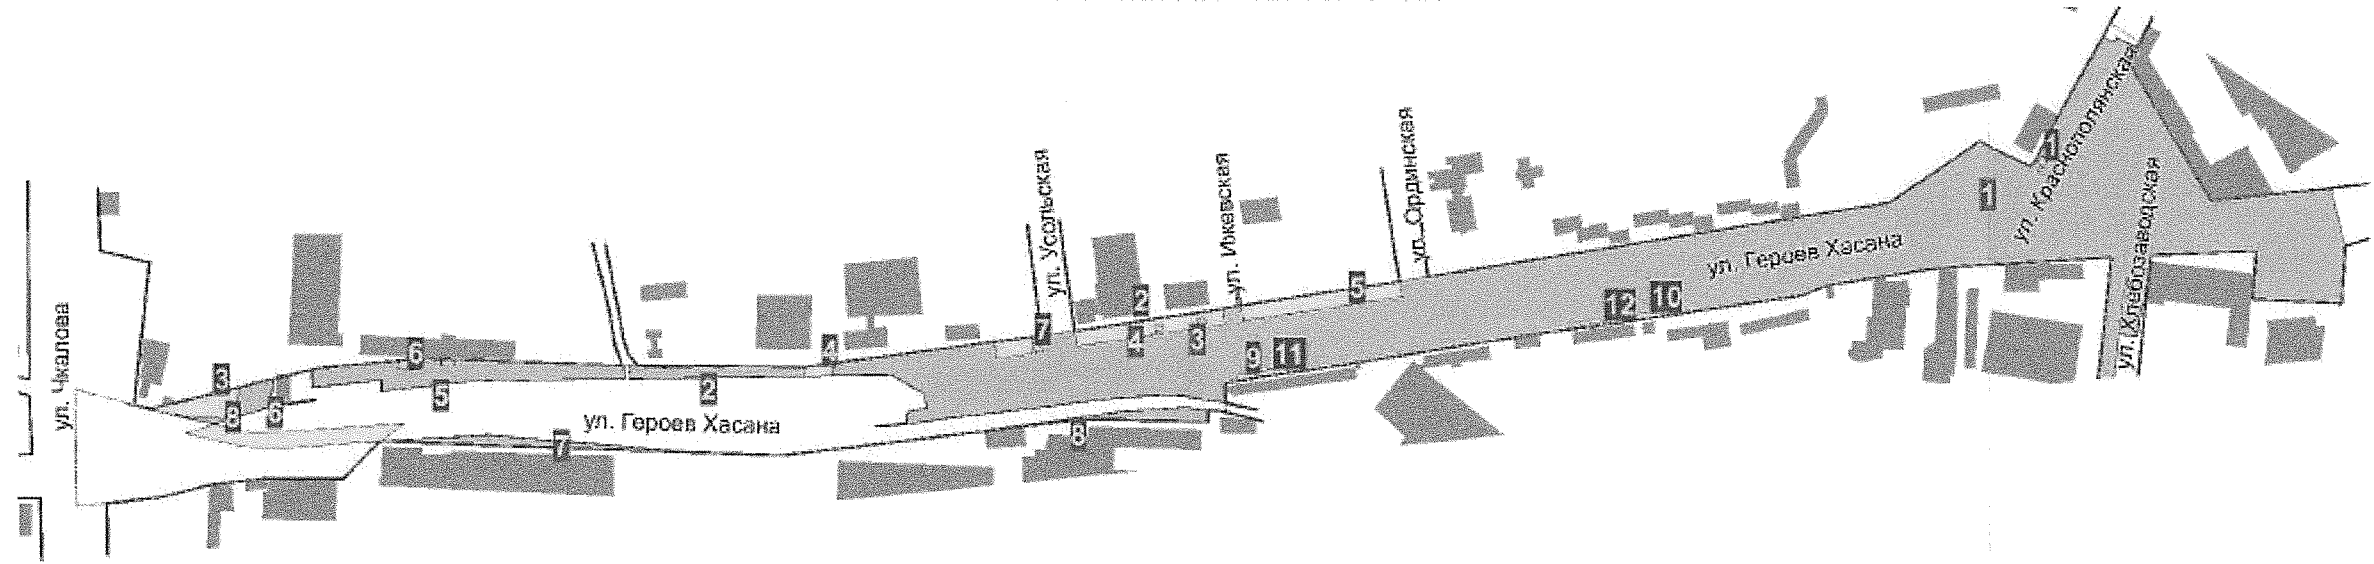 ул. Чкалова
3
8
6
6
5
7
ул. Героев Хасана
2
4
7
ул. Усольская
8
2
4
3
ул. Ижевская
9
11
5
ул. Ординская
12
10
ул. Героев Хасана
1
1
ул. Краснополянская
ул. Хлебозаводская